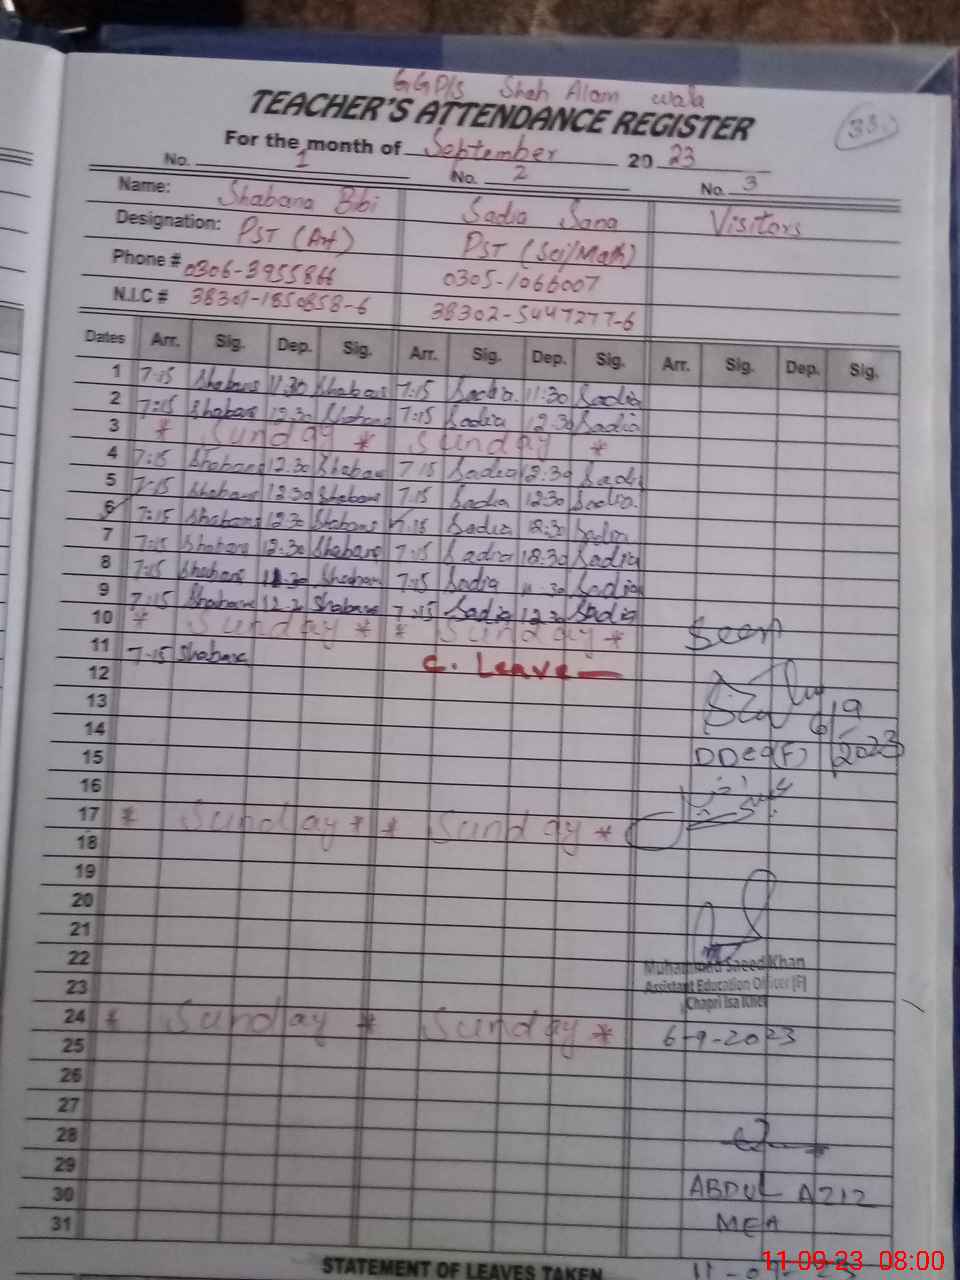 GGPS Shah Alam wala
TEACHER'S ATTENDANCE REGISTER
For the month of September 20 23
No. 1 No. 2 No. 3
Name: Shabana Bibi Sadia Sana Visitors
Designation: PST (Art) PST (Sci/Math)
Phone # 0306-3955866 0305-1066007
N.I.C # 38301-1850858-6 38302-5447277-6
Dates Arr. Sig. Dep. Sig. Arr. Sig. Dep. Sig. Arr. Sig. Dep. Sig.
1 7:15 Shabana 11:30 Shabana 7:15 Sadia 11:30 Sadia
2 7:15 Shabana 12:30 Shabana 7:15 Sadia 12:30 Sadia
3 * Sunday * Sunday *
4 7:15 Shabana 12:30 Shabana 7:15 Sadia 12:30 Sadia
5 7:15 Shabana 12:30 Shabana 7:15 Sadia 12:30 Sadia
6 7:15 Shabana 12:30 Shabana 7:15 Sadia 12:30 Sadia
7 7:15 Shabana 12:30 Shabana 7:15 Sadia 12:30 Sadia
8 7:15 Shabana 11:30 Shabana 7:15 Sadia 11:30 Sadia
9 7:15 Shabana 12:30 Shabana 7:15 Sadia 12:30 Sadia
10 * Sunday * * Sunday * Seen
11 7:15 Shabana C. Leave
12
13 6/9
14 2023
15 DDEO(F)
16
17 * Sunday * * Sunday *
18
19
20
21
22 Muhammad Saeed Khan
23 Assistant Education Officer (F)
Chapri Isa Khel
24 * Sunday * Sunday *
25 6-9-2023
26
27
28
29
30 ABDUL AZIZ
31 MEA
STATEMENT OF LEAVES TAKEN
11-09-23 08:00